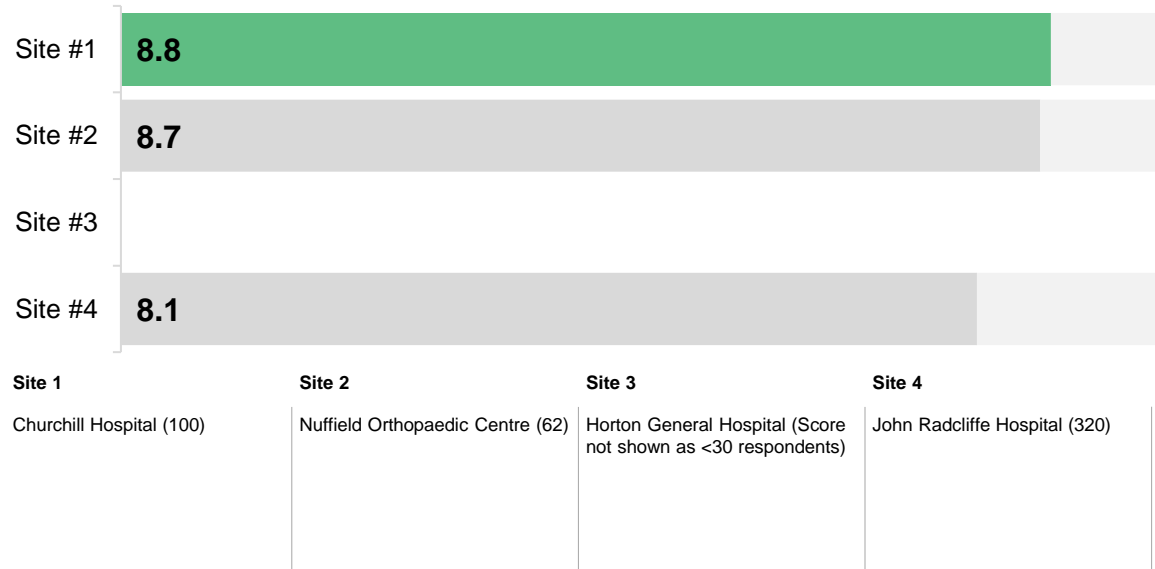 Site #1
8.8
Site #2
8.7
Site #3
Site #4
8.1
Site 1
Site 2
Site 3
Site 4
Churchill Hospital (100)
Nuffield Orthopaedic Centre (62)
Horton General Hospital (Score
not shown as <30 respondents)
John Radcliffe Hospital (320)